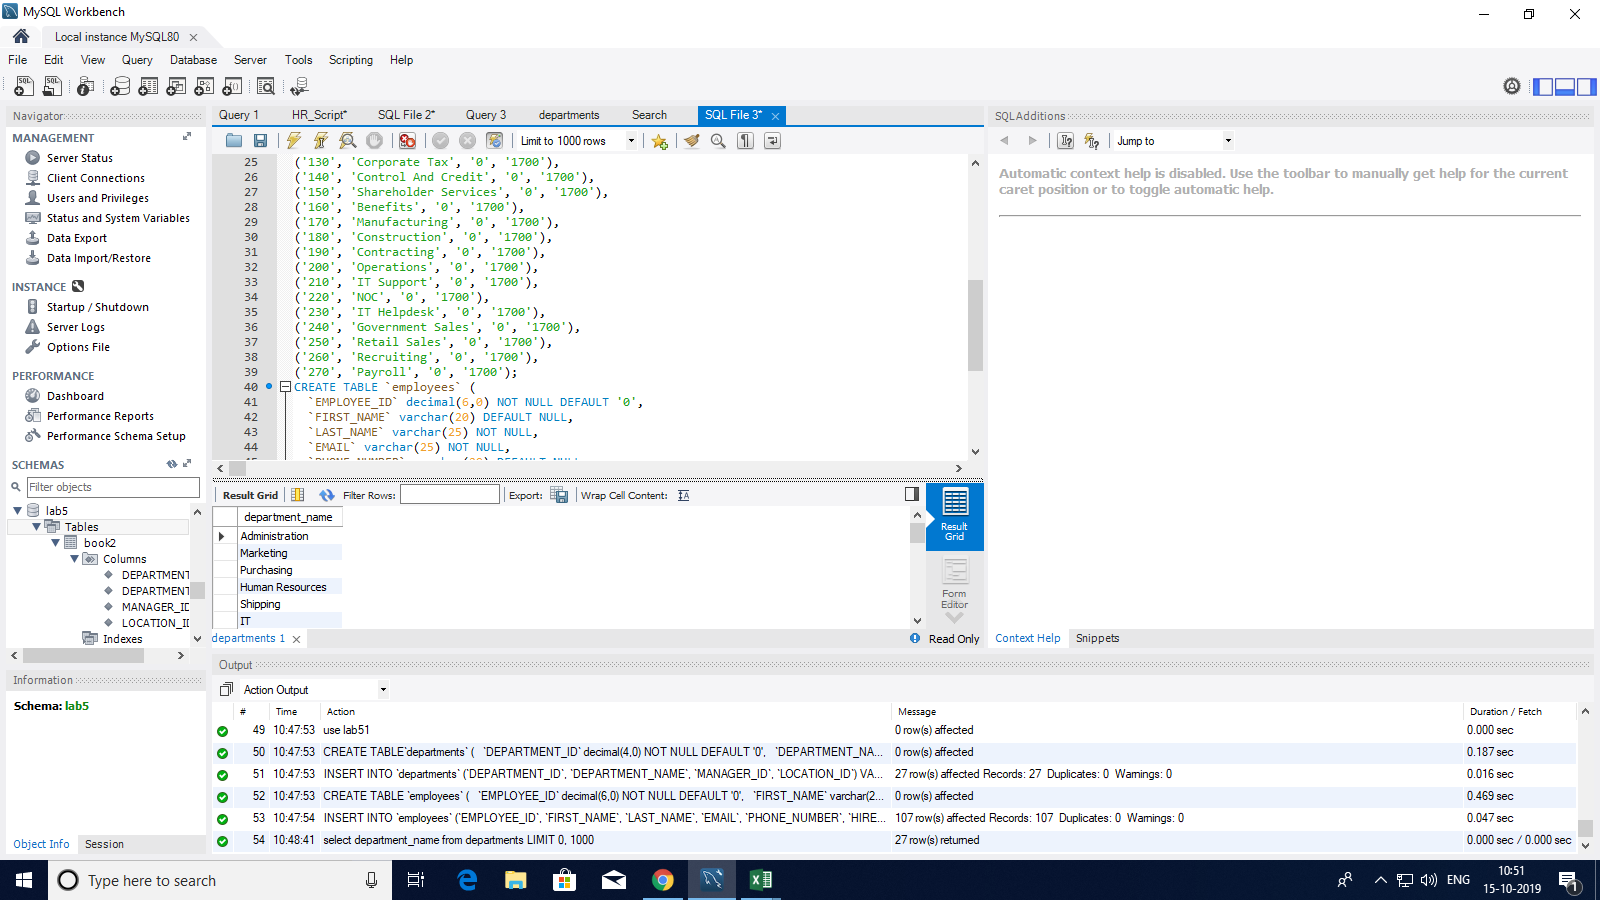 MySQL Workbench
Local instance MySQL80
File Edit View Query Database Server Tools Scripting Help
Navigator
MANAGEMENT
Server Status
Client Connections
Users and Privileges
Status and System Variables
Data Export
Data Import/Restore
INSTANCE
Startup / Shutdown
Server Logs
Options File
PERFORMANCE
Dashboard
Performance Reports
Performance Schema Setup
SCHEMAS
Filter objects
lab5
Tables
book2
Columns
DEPARTMENT
DEPARTMENT
MANAGER_ID
LOCATION_ID
Indexes
Information
Schema: lab5
Object Info Session
Query 1 HR_Script* SQL File 2* Query 3 departments Search SQL File 3*
Limit to 1000 rows
25 ('130', 'Corporate Tax', '0', '1700'),
26 ('140', 'Control And Credit', '0', '1700'),
27 ('150', 'Shareholder Services', '0', '1700'),
28 ('160', 'Benefits', '0', '1700'),
29 ('170', 'Manufacturing', '0', '1700'),
30 ('180', 'Construction', '0', '1700'),
31 ('190', 'Contracting', '0', '1700'),
32 ('200', 'Operations', '0', '1700'),
33 ('210', 'IT Support', '0', '1700'),
34 ('220', 'NOC', '0', '1700'),
35 ('230', 'IT Helpdesk', '0', '1700'),
36 ('240', 'Government Sales', '0', '1700'),
37 ('250', 'Retail Sales', '0', '1700'),
38 ('260', 'Recruiting', '0', '1700'),
39 ('270', 'Payroll', '0', '1700');
40 CREATE TABLE `employees` (
41 `EMPLOYEE_ID` decimal(6,0) NOT NULL DEFAULT '0',
42 `FIRST_NAME` varchar(20) DEFAULT NULL,
43 `LAST_NAME` varchar(25) NOT NULL,
44 `EMAIL` varchar(25) NOT NULL,
Result Grid Filter Rows: Export: Wrap Cell Content:
department_name
Administration
Marketing
Purchasing
Human Resources
Shipping
IT
Result Grid
Form Editor
departments 1
Read Only
SQLAdditions
Jump to
Automatic context help is disabled. Use the toolbar to manually get help for the current
caret position or to toggle automatic help.
Context Help Snippets
Output
Action Output
# Time Action Message Duration / Fetch
49 10:47:53 use lab51 0 row(s) affected 0.000 sec
50 10:47:53 CREATE TABLE`departments` ( `DEPARTMENT_ID` decimal(4,0) NOT NULL DEFAULT '0', `DEPARTMENT_NA... 0 row(s) affected 0.187 sec
51 10:47:53 INSERT INTO `departments` (`DEPARTMENT_ID`, `DEPARTMENT_NAME`, `MANAGER_ID`, `LOCATION_ID`) VA... 27 row(s) affected Records: 27 Duplicates: 0 Warnings: 0 0.016 sec
52 10:47:53 CREATE TABLE `employees` ( `EMPLOYEE_ID` decimal(6,0) NOT NULL DEFAULT '0', `FIRST_NAME` varchar(2... 0 row(s) affected 0.469 sec
53 10:47:54 INSERT INTO `employees` (`EMPLOYEE_ID`, `FIRST_NAME`, `LAST_NAME`, `EMAIL`, `PHONE_NUMBER`, `HIRE... 107 row(s) affected Records: 107 Duplicates: 0 Warnings: 0 0.047 sec
54 10:48:41 select department_name from departments LIMIT 0, 1000 27 row(s) returned 0.000 sec / 0.000 sec
Type here to search
ENG
10:51
15-10-2019
1